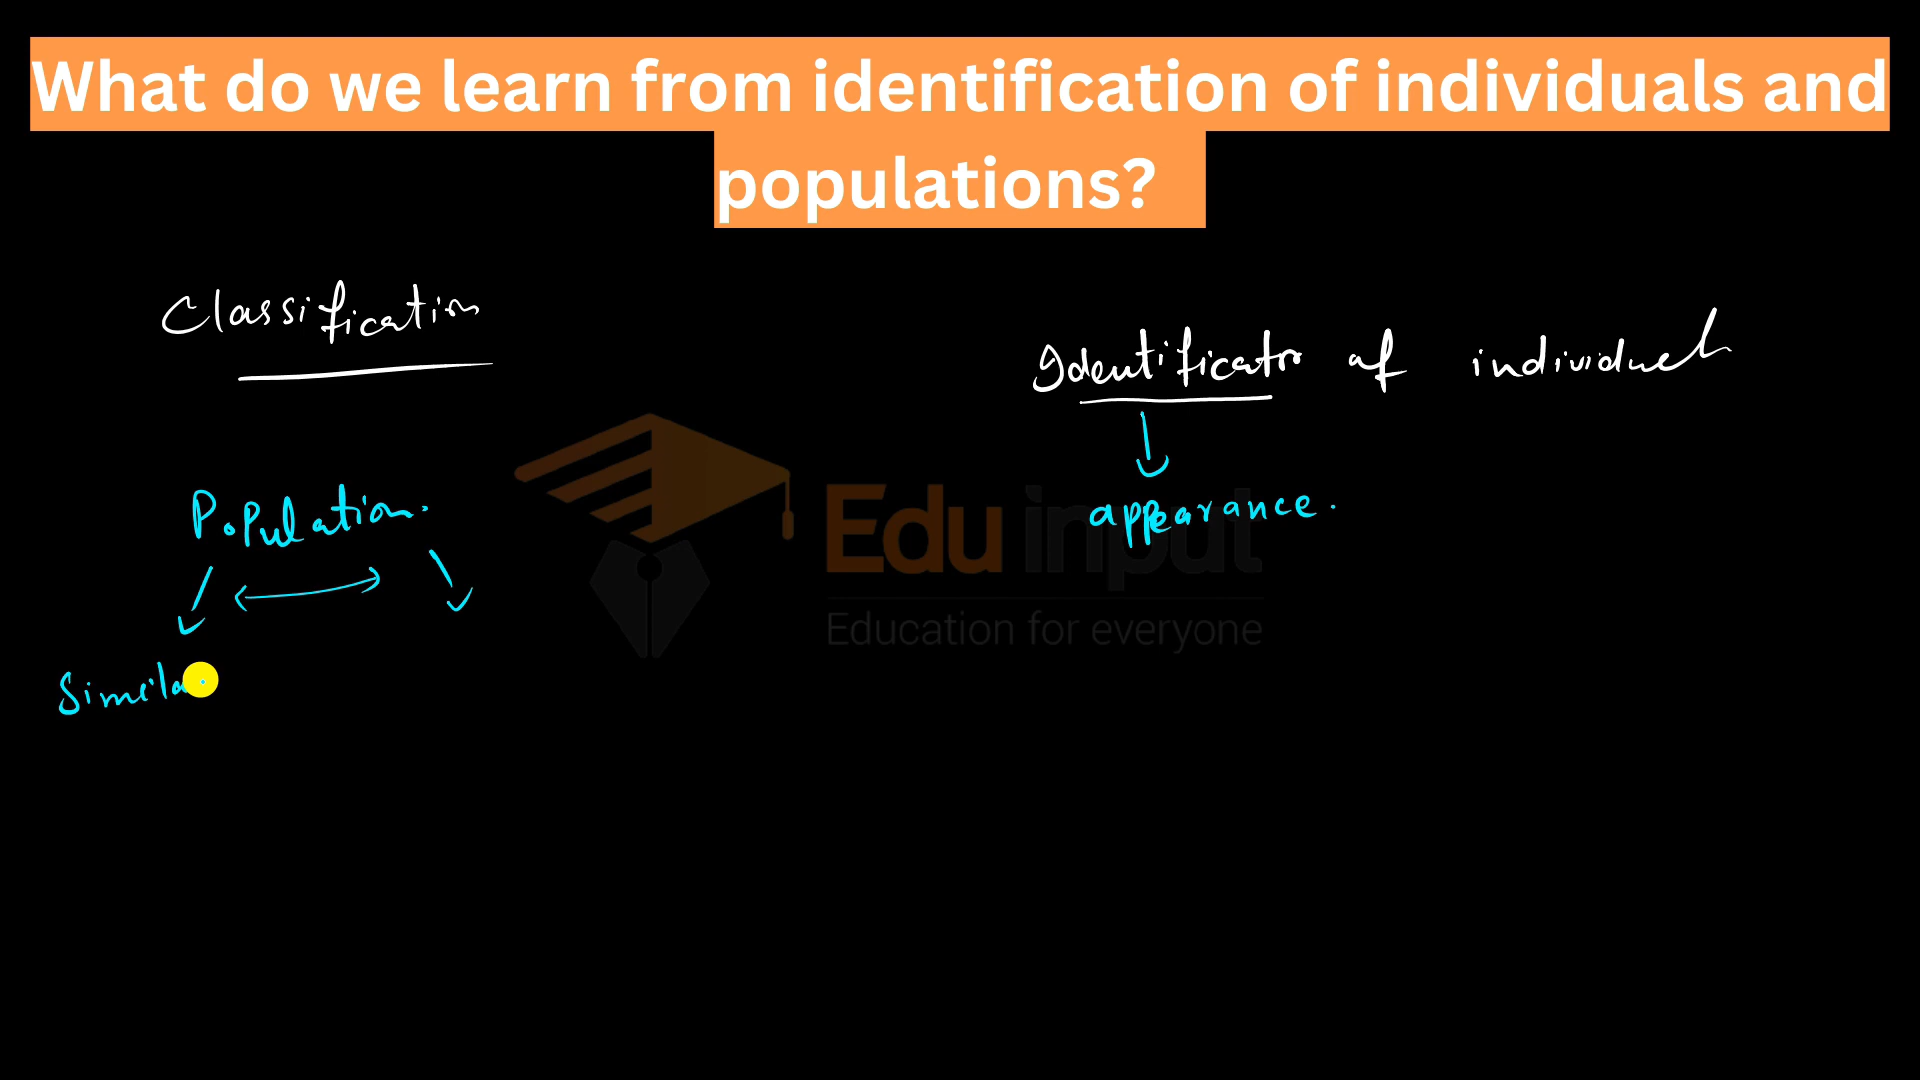 What do we learn from identification of individuals and
populations?
Classification
Identification of individual
Population.
appearance.
Edu input
Education for everyone
Simila